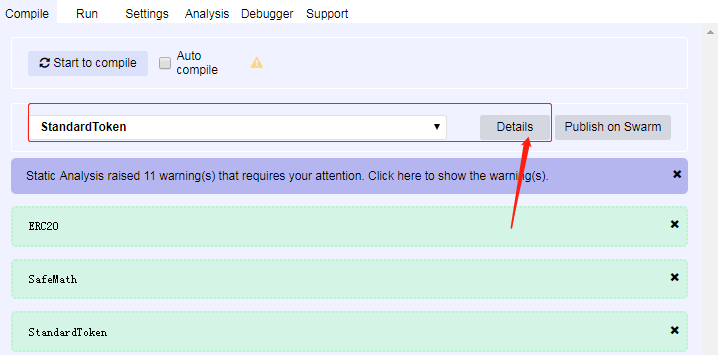 Compile Run Settings Analysis Debugger Support
Start to compile
Auto
compile
StandardToken
Details
Publish on Swarm
Static Analysis raised 11 warning(s) that requires your attention. Click here to show the warning(s).
ERC20
SafeMath
StandardToken